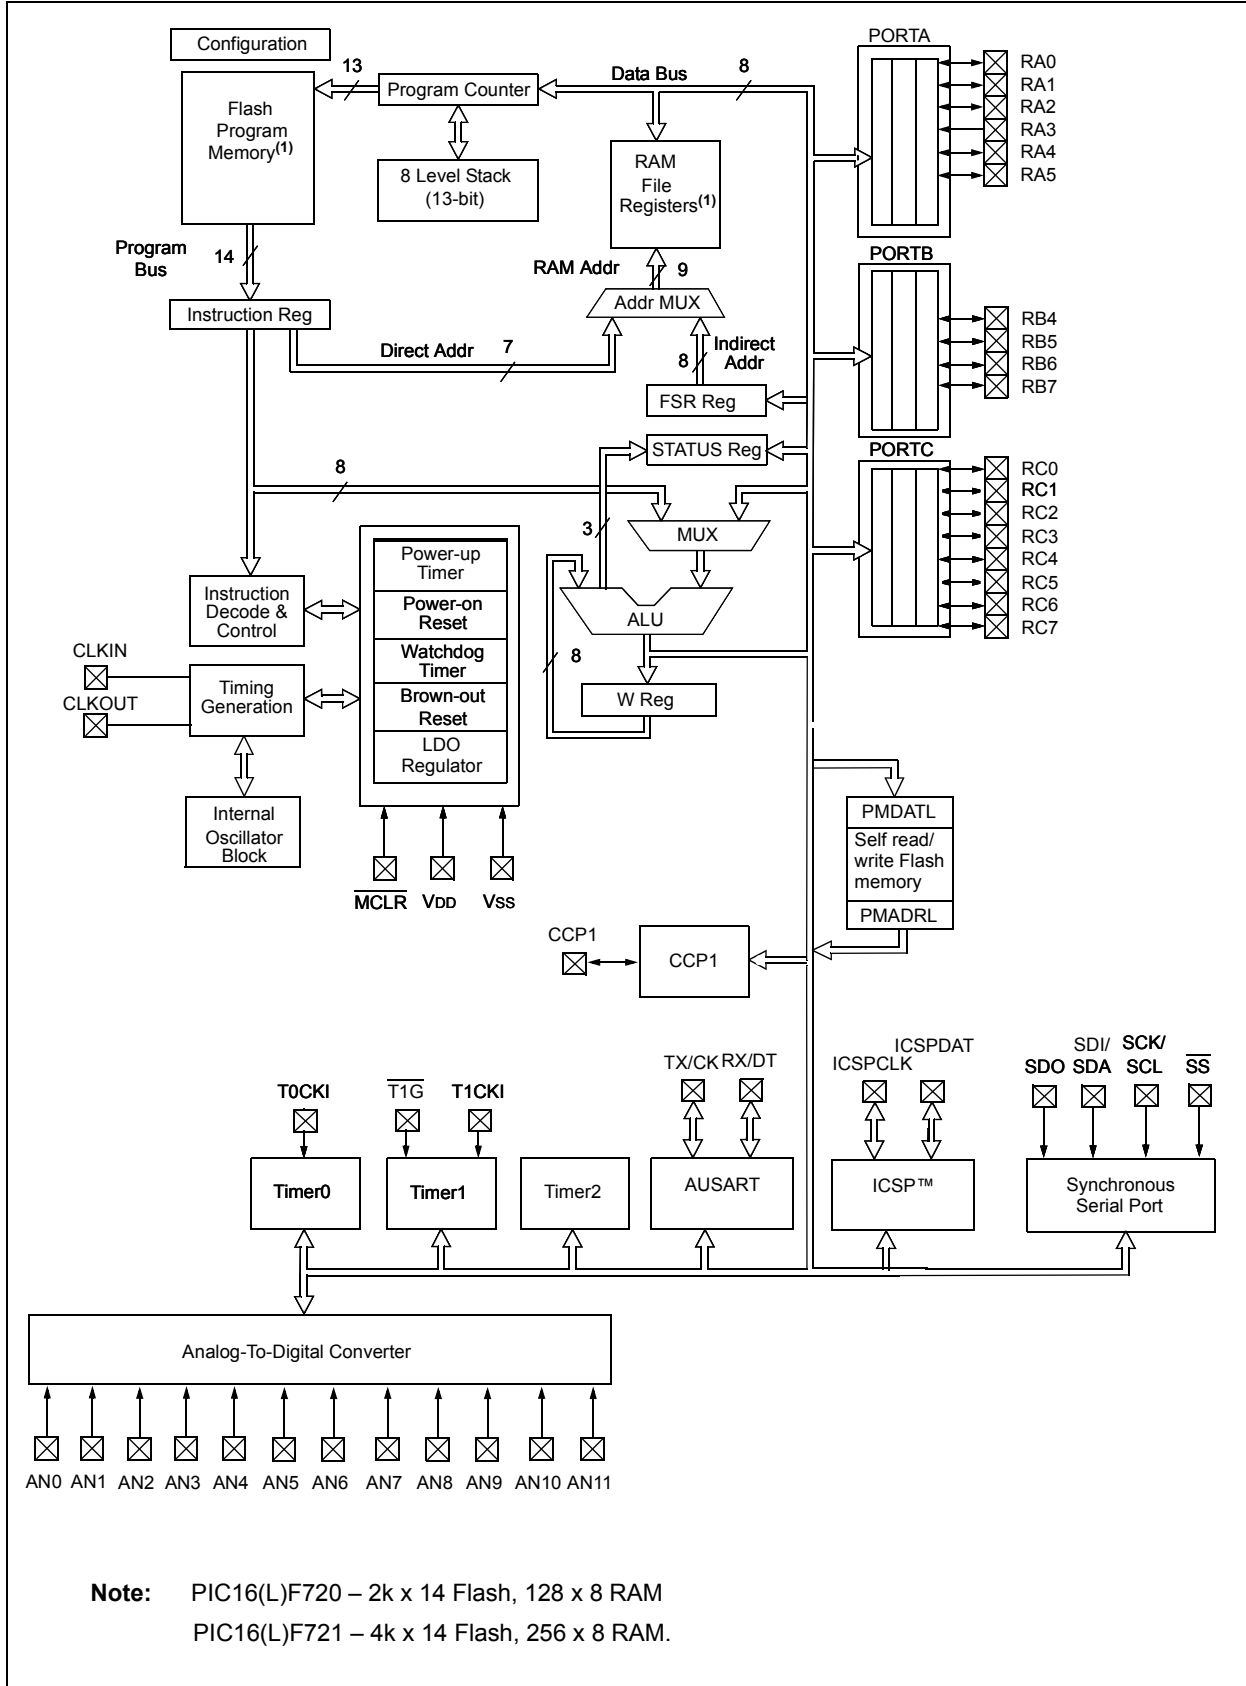 Configuration
PORTA
13
Program Counter
Data Bus
8
RA0
RA1
RA2
RA3
RA4
RA5
Flash
Program
Memory(1)
8 Level Stack
(13-bit)
RAM
File
Registers(1)
Program
Bus
14
RAM Addr
9
PORTB
Addr MUX
Instruction Reg
Direct Addr
7
Indirect
Addr
8
FSR Reg
RB4
RB5
RB6
RB7
STATUS Reg
PORTC
8
3
MUX
RC0
RC1
RC2
RC3
RC4
RC5
RC6
RC7
Power-up
Timer
Power-on
Reset
Watchdog
Timer
Brown-out
Reset
LDO
Regulator
Instruction
Decode &
Control
ALU
8
W Reg
CLKIN
CLKOUT
Timing
Generation
Internal
Oscillator
Block
MCLR
VDD
VSS
PMDATL
Self read/
write Flash
memory
PMADRL
CCP1
CCP1
TX/CK
RX/DT
ICSPCLK
ICSPDAT
SDO
SDI/
SDA
SCK/
SCL
SS
T0CKI
T1G
T1CKI
Timer0
Timer1
Timer2
AUSART
ICSP™
Synchronous
Serial Port
Analog-To-Digital Converter
AN0 AN1 AN2 AN3 AN4 AN5 AN6 AN7 AN8 AN9 AN10 AN11
Note: PIC16(L)F720 – 2k x 14 Flash, 128 x 8 RAM
PIC16(L)F721 – 4k x 14 Flash, 256 x 8 RAM.